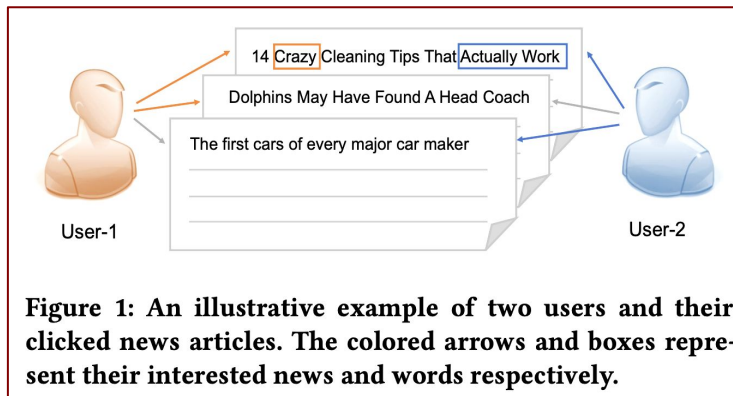 14 Crazy Cleaning Tips That Actually Work
Dolphins May Have Found A Head Coach
The first cars of every major car maker
User-1
User-2
Figure 1: An illustrative example of two users and their
clicked news articles. The colored arrows and boxes repre-
sent their interested news and words respectively.